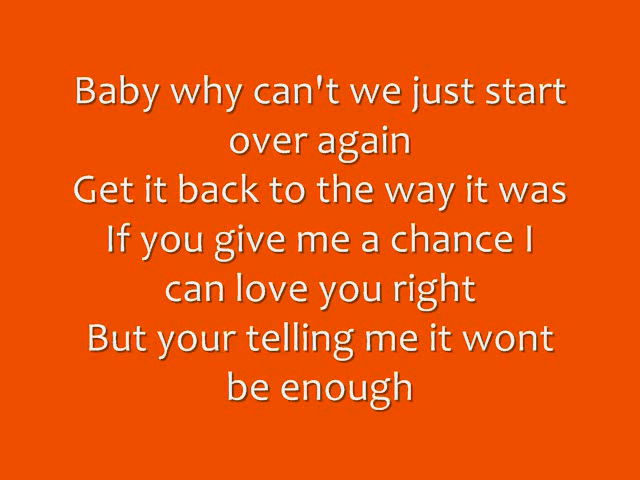 Baby why can't we just start
over again
Get it back to the way it was
If you give me a chance I
can love you right
But your telling me it wont
be enough